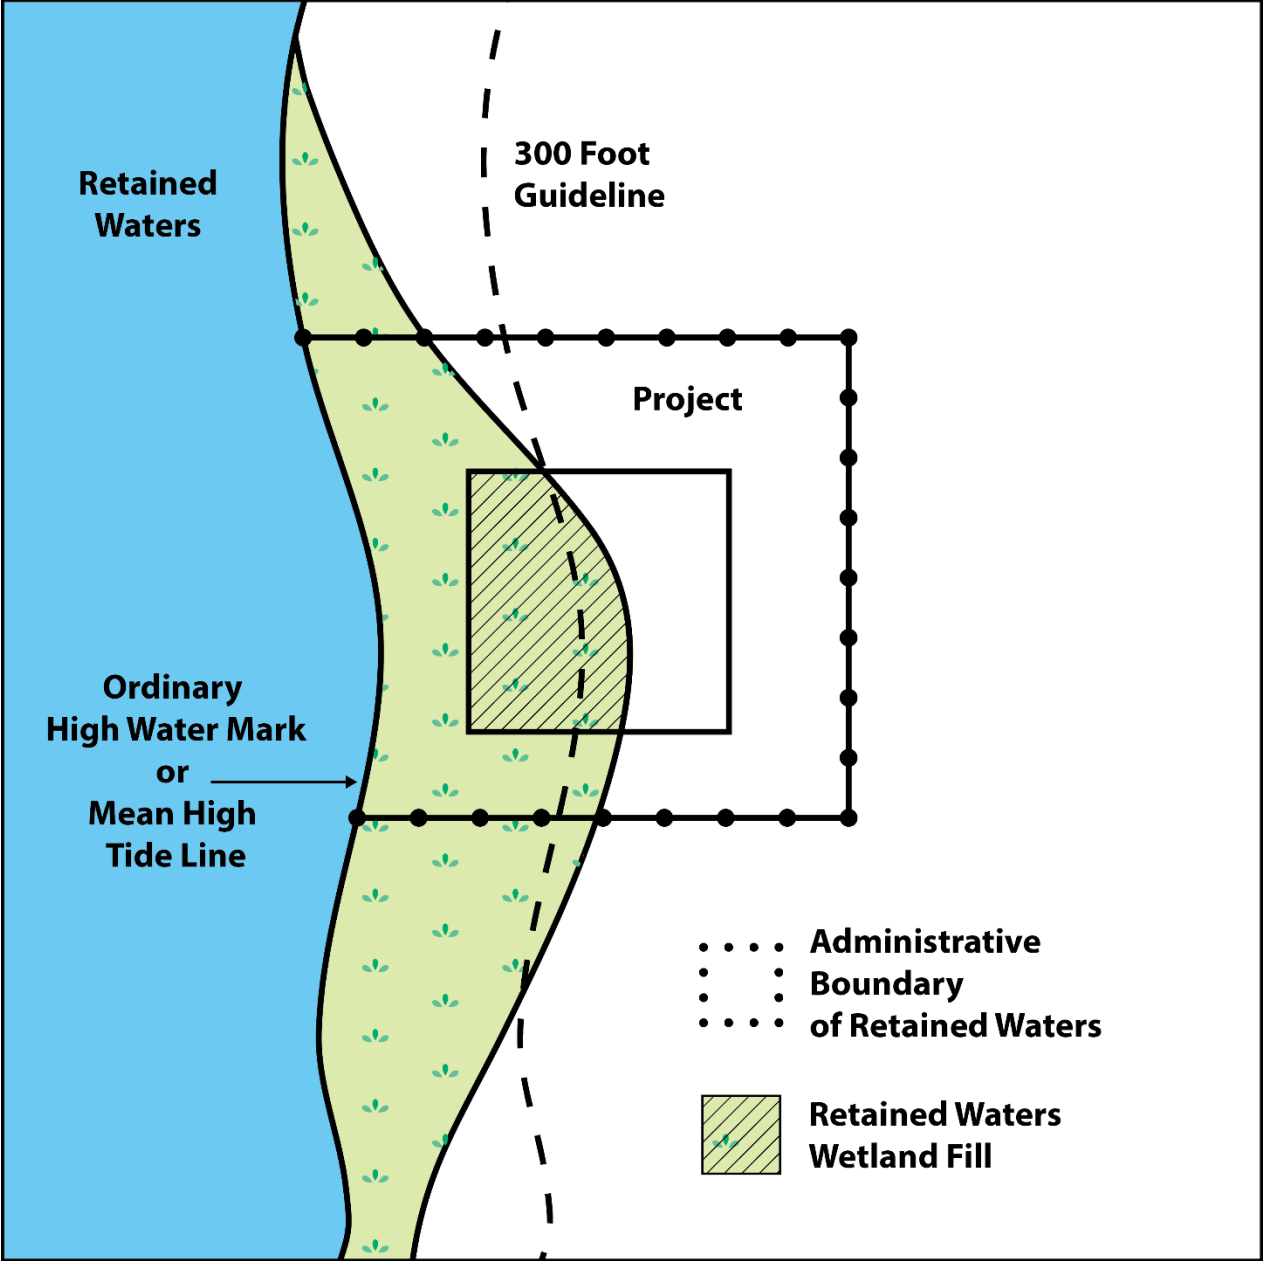 300 Foot
Guideline
Retained
Waters
Project
Ordinary
High Water Mark
or
Mean High
Tide Line
Administrative
Boundary
of Retained Waters
Retained Waters
Wetland Fill